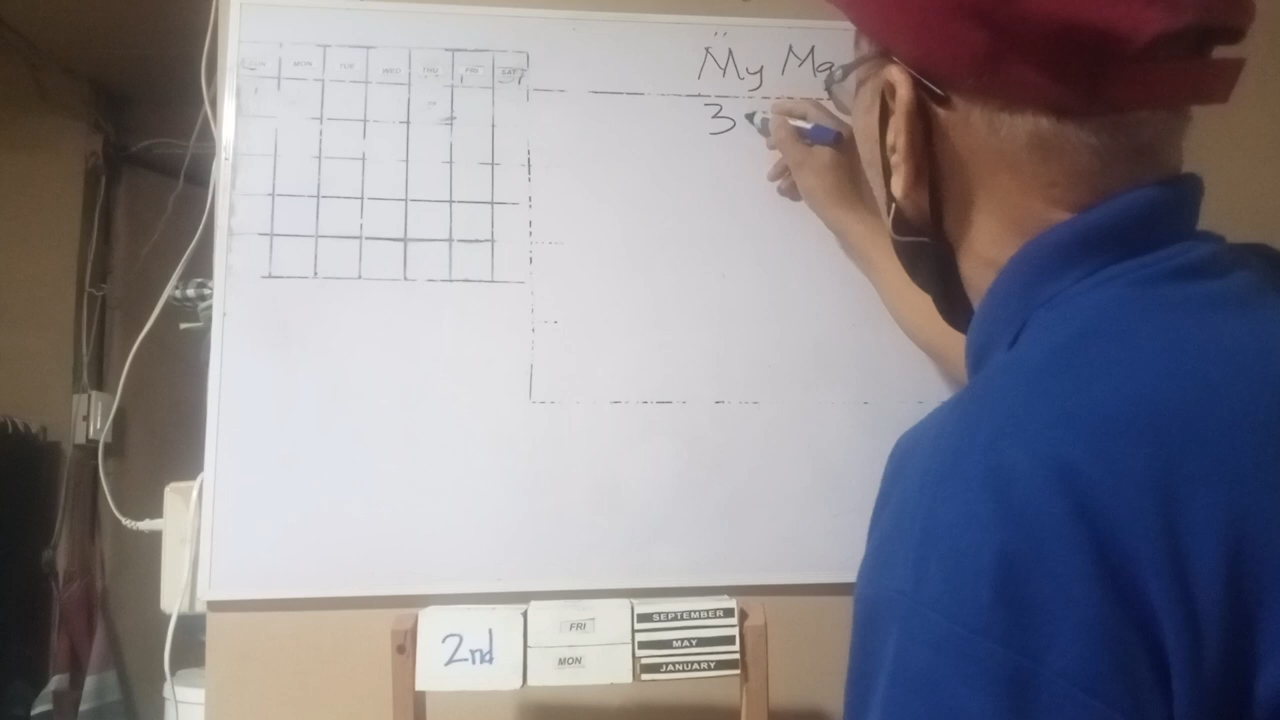 My Ma
3
SUN MON TUE WED THU FRI SAT
2nd
FRI
MON
SEPTEMBER
MAY
JANUARY